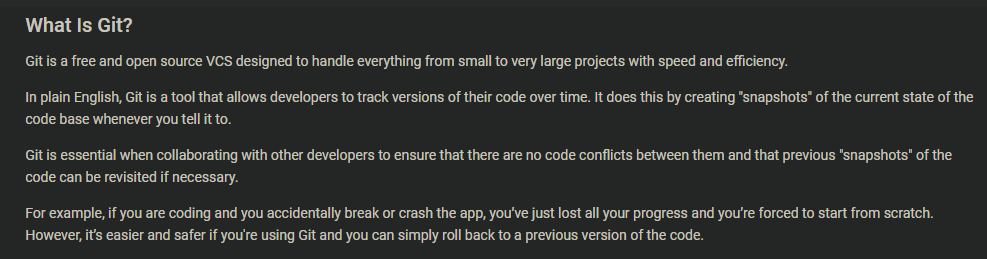 What Is Git?
Git is a free and open source VCS designed to handle everything from small to very large projects with speed and efficiency.
In plain English, Git is a tool that allows developers to track versions of their code over time. It does this by creating "snapshots" of the current state of the
code base whenever you tell it to.
Git is essential when collaborating with other developers to ensure that there are no code conflicts between them and that previous "snapshots" of the
code can be revisited if necessary.
For example, if you are coding and you accidentally break or crash the app, you’ve just lost all your progress and you’re forced to start from scratch.
However, it’s easier and safer if you're using Git and you can simply roll back to a previous version of the code.